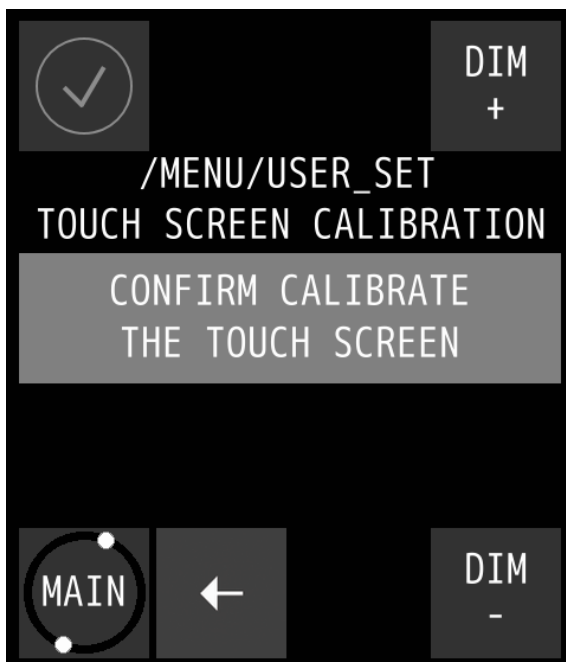 DIM
+
/MENU/USER_SET
TOUCH SCREEN CALIBRATION
CONFIRM CALIBRATE
THE TOUCH SCREEN
MAIN
DIM
-